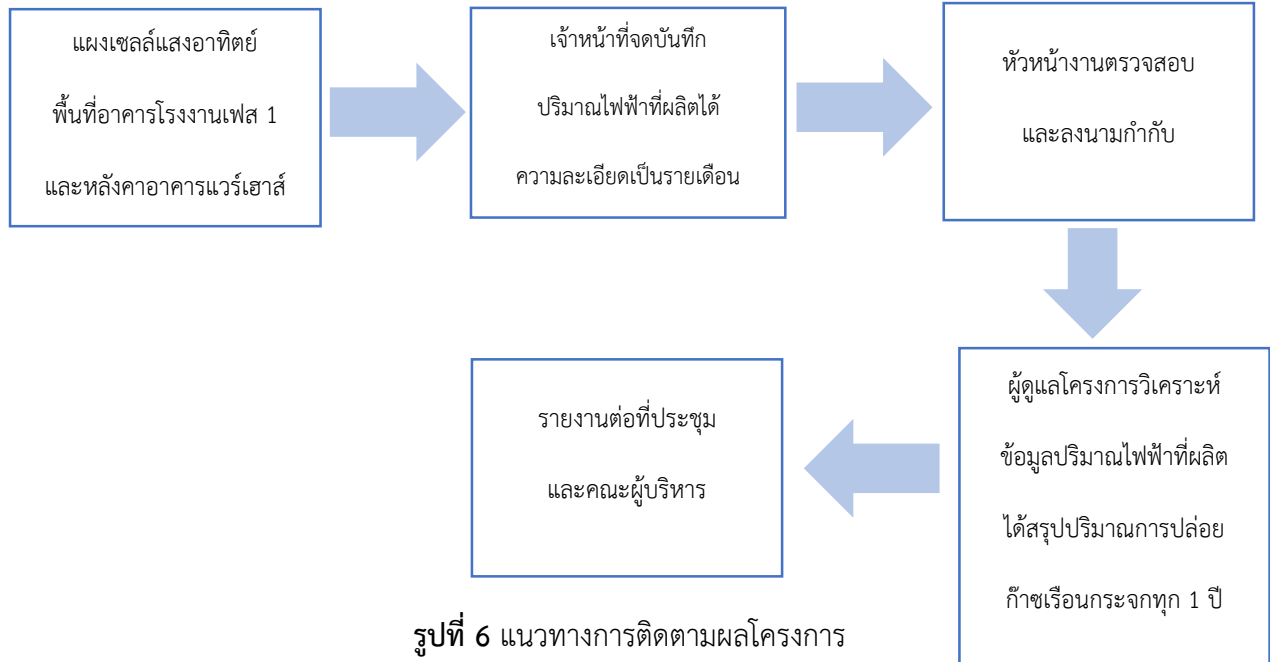 แผงเซลล์แสงอาทิตย์
พื้นที่อาคารโรงงานเฟส 1
และหลังคาอาคารแวร์เฮาส์
เจ้าหน้าที่จดบันทึก
ปริมาณไฟฟ้าที่ผลิตได้
ความละเอียดเป็นรายเดือน
หัวหน้างานตรวจสอบ
และลงนามกำกับ
ผู้ดูแลโครงการวิเคราะห์
ข้อมูลปริมาณไฟฟ้าที่ผลิต
ได้สรุปปริมาณการปล่อย
ก๊าซเรือนกระจกทุก 1 ปี
รายงานต่อที่ประชุม
และคณะผู้บริหาร
รูปที่ 6 แนวทางการติดตามผลโครงการ